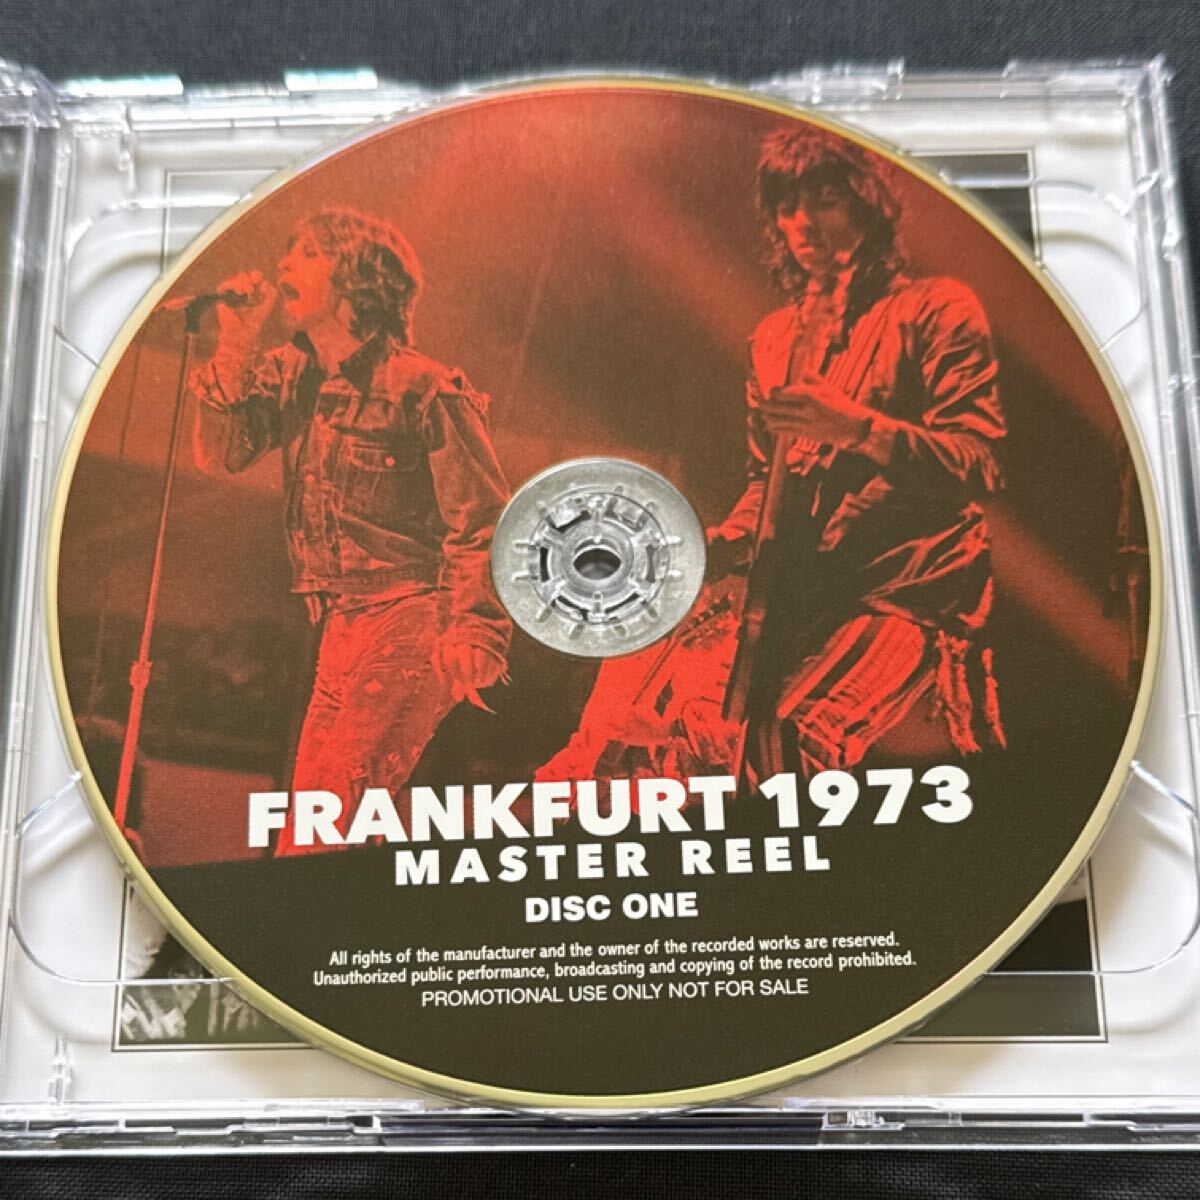 FRANKFURT 1973
MASTER REEL
DISC ONE
All rights of the manufacturer and the owner of the recorded works are reserved.
Unauthorized public performance, broadcasting and copying of the record prohibited.
PROMOTIONAL USE ONLY NOT FOR SALE